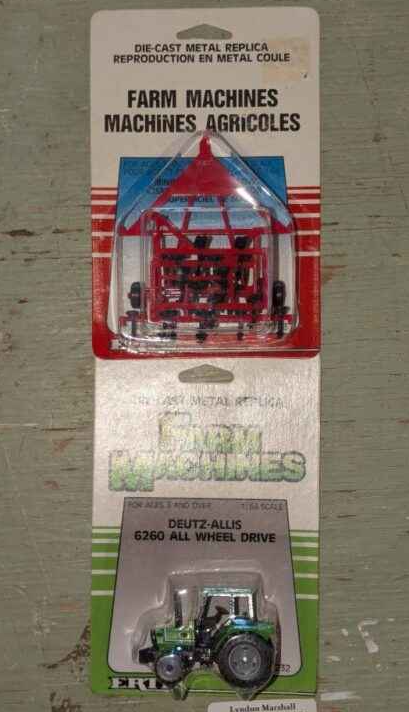 DIE-CAST METAL REPLICA
REPRODUCTION EN METAL COULE
FARM MACHINES
MACHINES AGRICOLES
DIE-CAST METAL REPLICA
FARM
MACHINES
FOR AGES 3 AND OVER 1/64 SCALE
DEUTZ-ALLIS
6260 ALL WHEEL DRIVE
ERTL
Lyndon Marshall